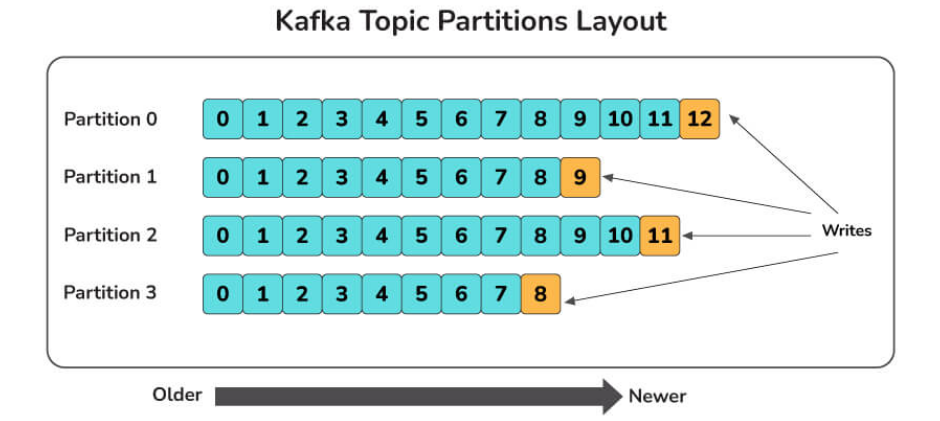 Kafka Topic Partitions Layout
Partition 0 0 1 2 3 4 5 6 7 8 9 10 11 12
Partition 1 0 1 2 3 4 5 6 7 8 9
Partition 2 0 1 2 3 4 5 6 7 8 9 10 11
Writes
Partition 3 0 1 2 3 4 5 6 7 8
Older Newer